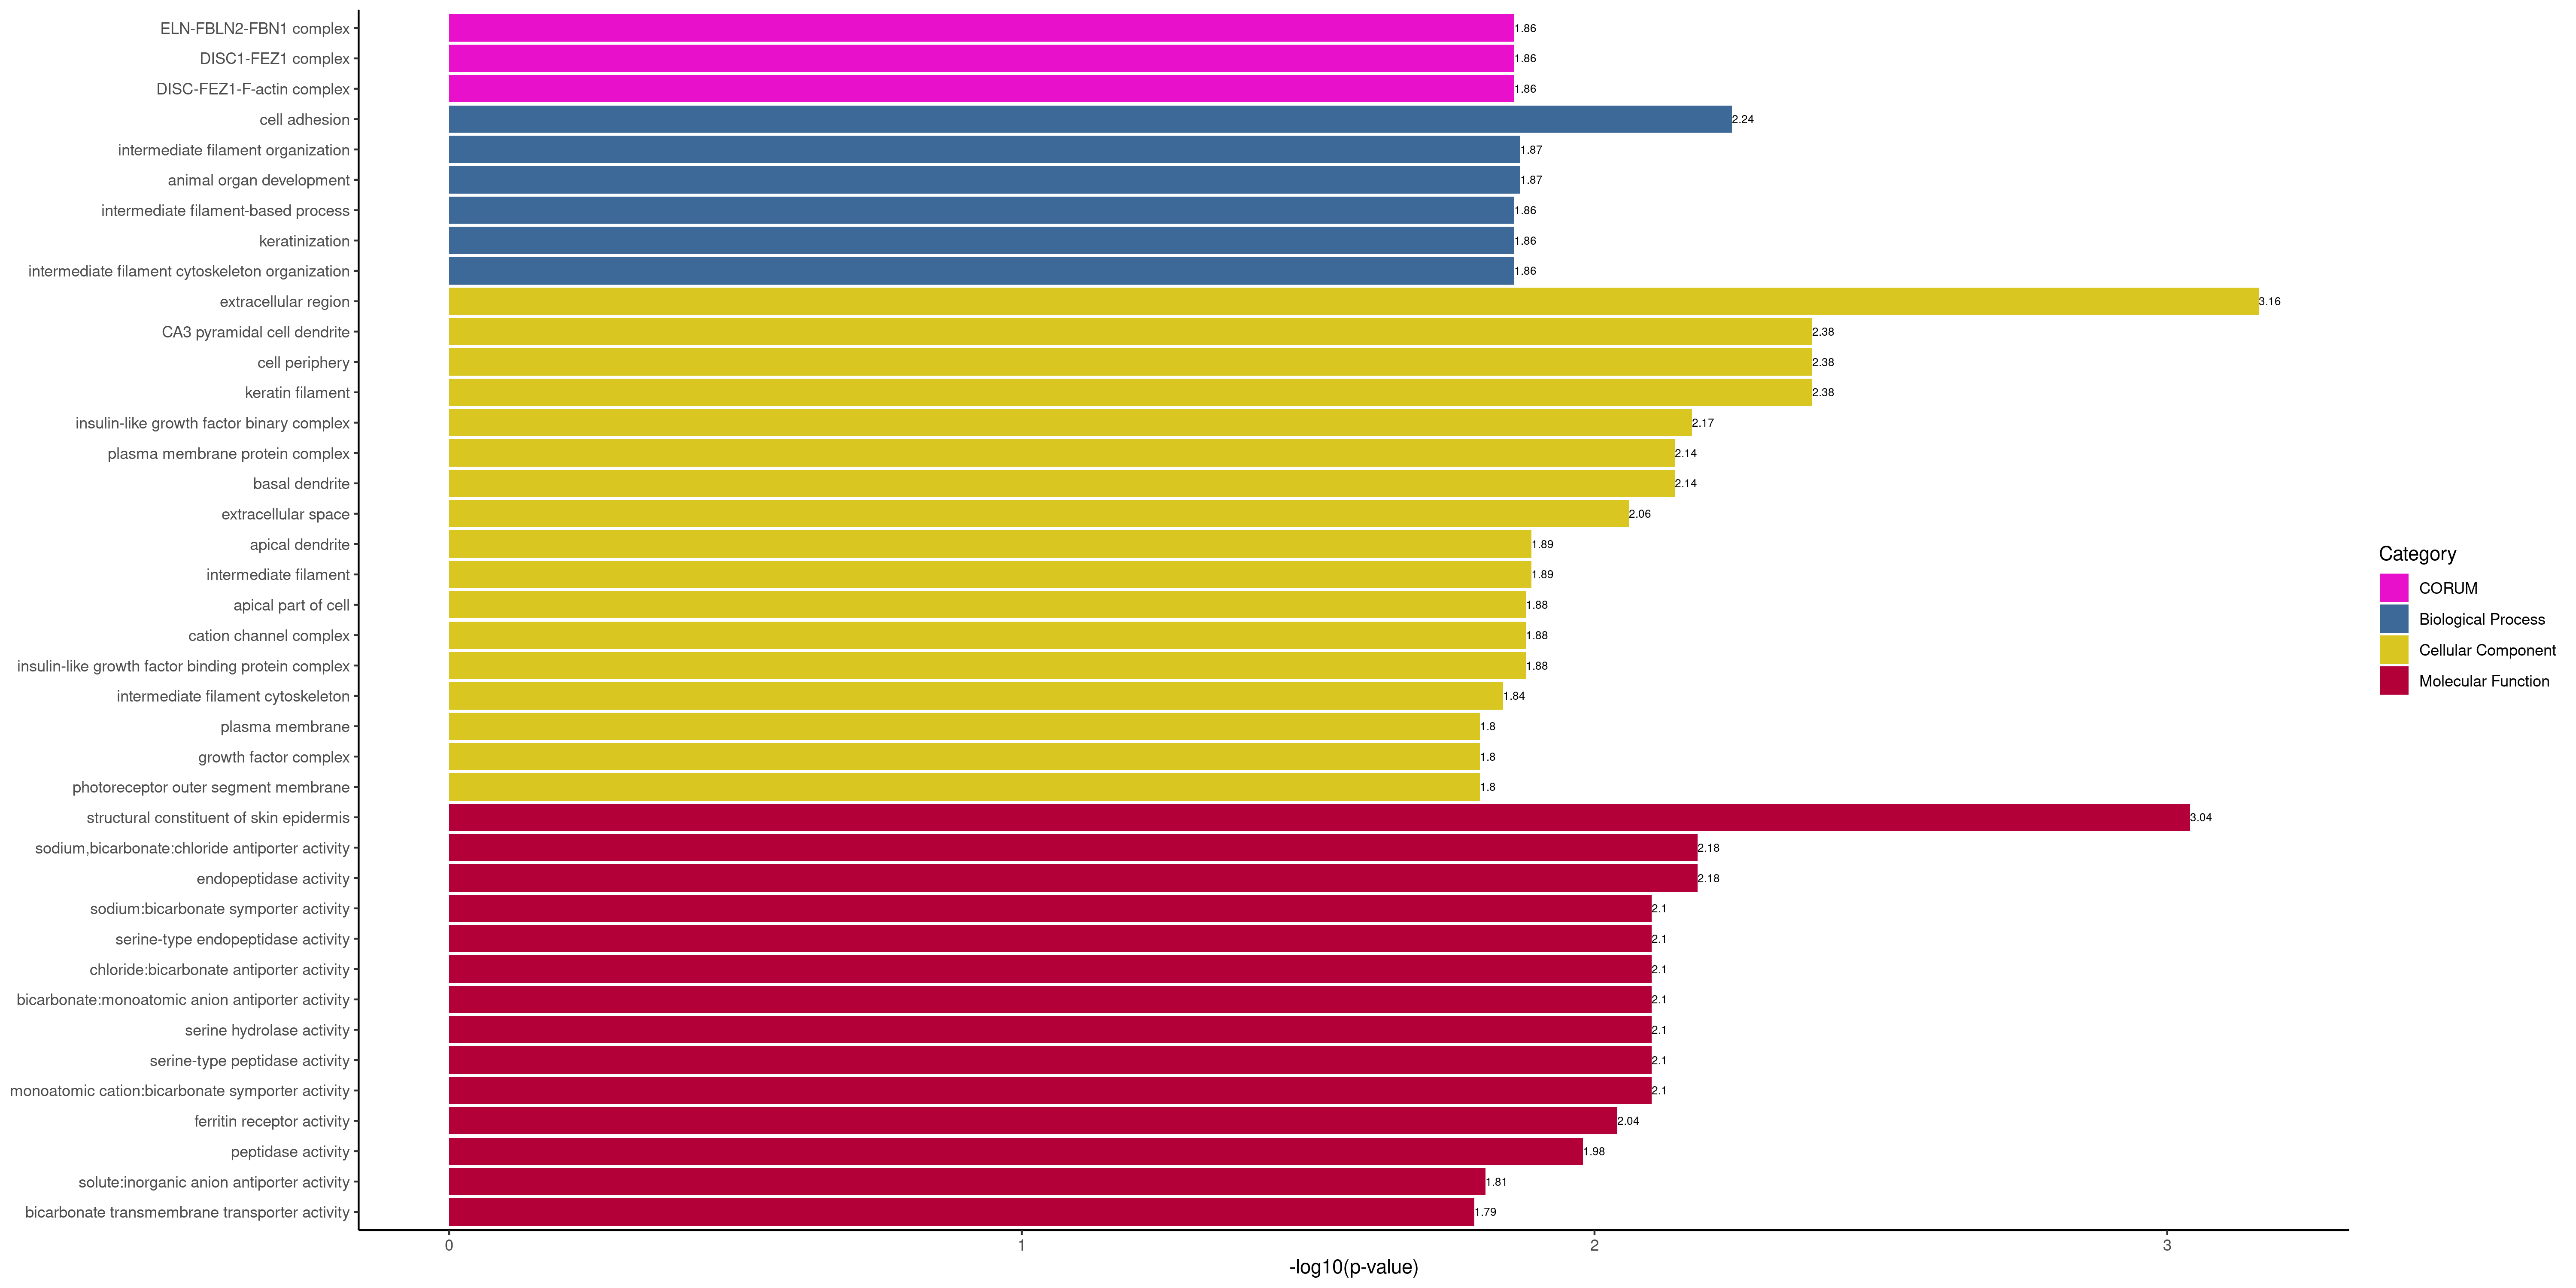 ELN-FBLN2-FBN1 complex 1.86
DISC1-FEZ1 complex 1.86
DISC-FEZ1-F-actin complex 1.86
cell adhesion 2.24
intermediate filament organization 1.87
animal organ development 1.87
intermediate filament-based process 1.86
keratinization 1.86
intermediate filament cytoskeleton organization 1.86
extracellular region 3.16
CA3 pyramidal cell dendrite 2.38
cell periphery 2.38
keratin filament 2.38
insulin-like growth factor binary complex 2.17
plasma membrane protein complex 2.14
basal dendrite 2.14
extracellular space 2.06
apical dendrite 1.89
intermediate filament 1.89
apical part of cell 1.88
cation channel complex 1.88
insulin-like growth factor binding protein complex 1.88
intermediate filament cytoskeleton 1.84
plasma membrane 1.8
growth factor complex 1.8
photoreceptor outer segment membrane 1.8
structural constituent of skin epidermis 3.04
sodium,bicarbonate:chloride antiporter activity 2.18
endopeptidase activity 2.18
sodium:bicarbonate symporter activity 2.1
serine-type endopeptidase activity 2.1
chloride:bicarbonate antiporter activity 2.1
bicarbonate:monoatomic anion antiporter activity 2.1
serine hydrolase activity 2.1
serine-type peptidase activity 2.1
monoatomic cation:bicarbonate symporter activity 2.1
ferritin receptor activity 2.04
peptidase activity 1.98
solute:inorganic anion antiporter activity 1.81
bicarbonate transmembrane transporter activity 1.79
0 1 2 3
-log10(p-value)
Category
CORUM
Biological Process
Cellular Component
Molecular Function